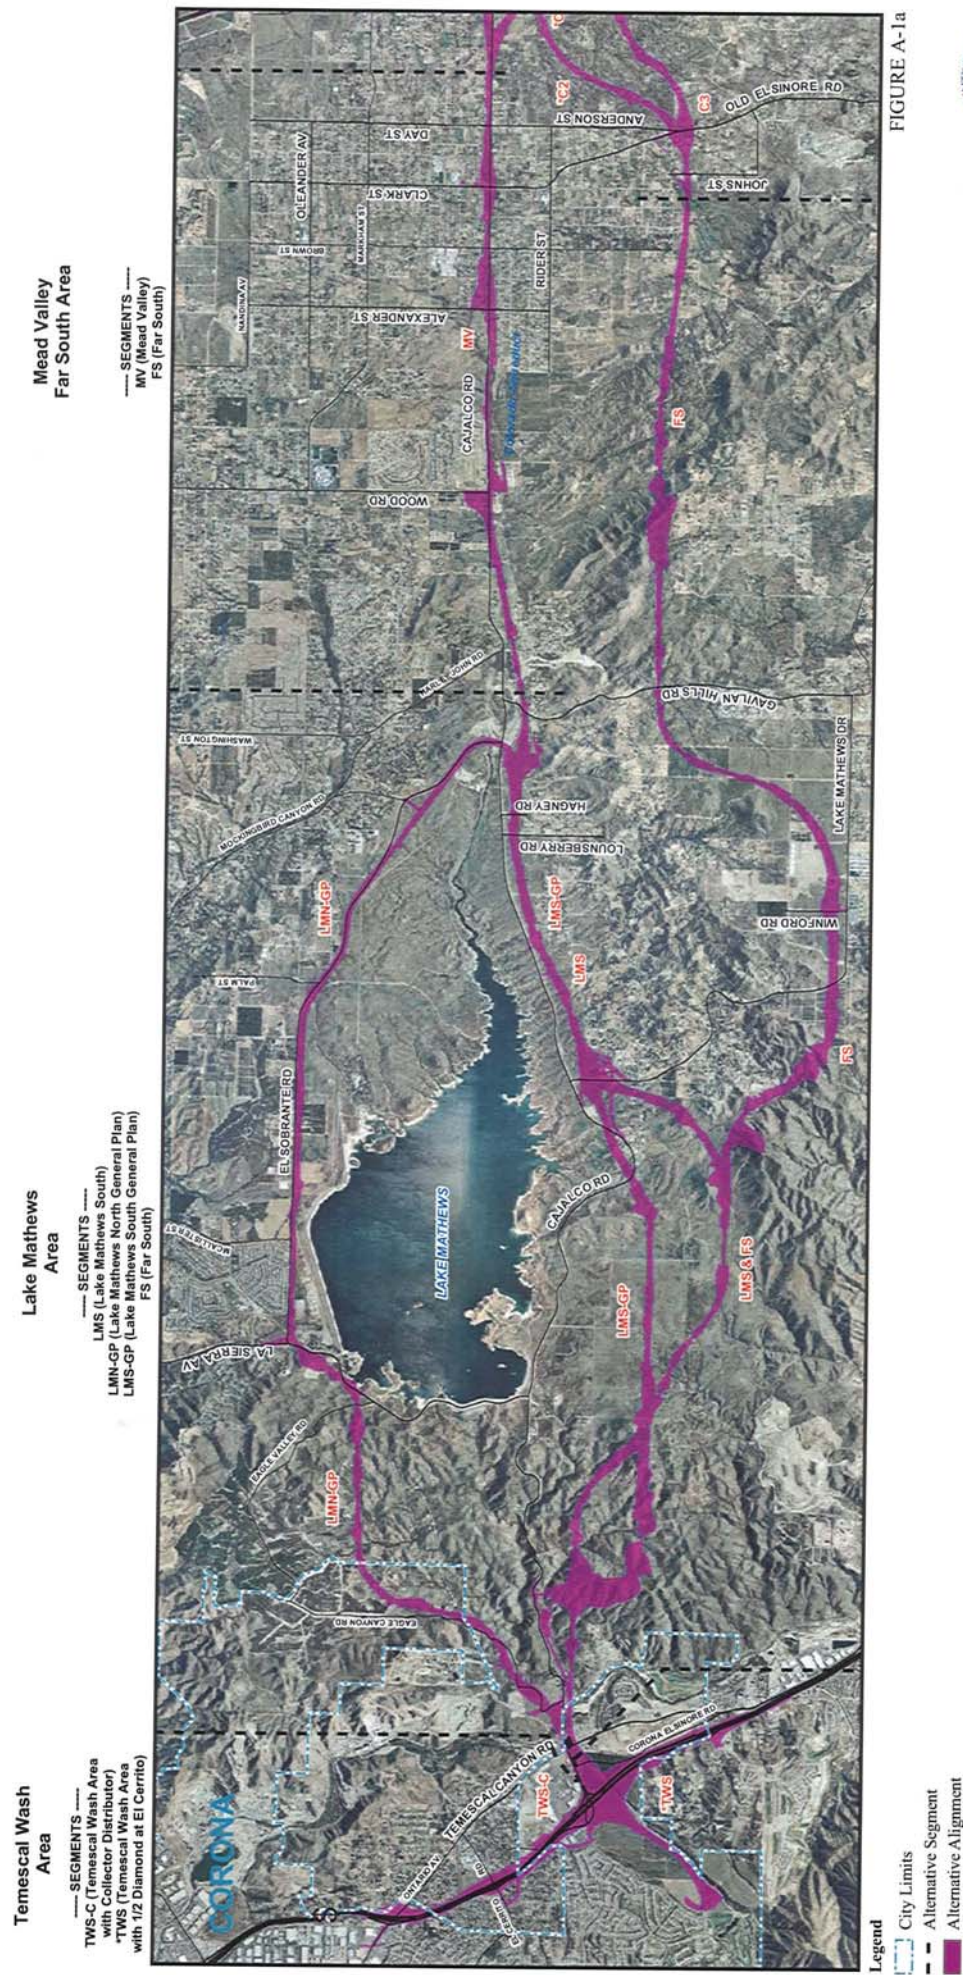 Temescal Wash
Area
----- SEGMENTS -----
TWS-C (Temescal Wash Area
with Collector Distributor)
*TWS (Temescal Wash Area
with 1/2 Diamond at El Cerrito)
Lake Mathews
Area
----- SEGMENTS -----
LMS (Lake Mathews South)
LMN-GP (Lake Mathews North General Plan)
LMS-GP (Lake Mathews South General Plan)
FS (Far South)
Mead Valley
Far South Area
----- SEGMENTS -----
MV (Mead Valley)
FS (Far South)
CORONA
ONTARIO AV
EL CERRITO
RD
TEMESCAL CANYON RD
TWS-C
*TWS
CORONA ELSINORE RD
EAGLE CANYON RD
EAGLE VALLEY RD
LMN-GP
LA SIERRA AV
MCALLISTER ST
EL SOBRANTE RD
LAKE MATHEWS
CAJALCO RD
LMS-GP
LMS & FS
PALM ST
LMN-GP
MOCKINGBIRD CANYON RD
WASHINGTON ST
LMS
LMS-GP
LOUNSBERRY RD
HAGNEY RD
FS
WINFORD RD
LAKE MATHEWS DR
GAVILAN HILLS RD
WOOD RD
CAJALCO RD
MV
FS
NANDINA AV
ALEXANDER ST
BROWN ST
MARKHAM ST
OLEANDER AV
CLARK ST
DAY ST
RIDER ST
ANDERSON ST
JOHNS ST
OLD ELSINORE RD
*C2
C3
Legend
City Limits
Alternative Segment
Alternative Alignment
FIGURE A-1a